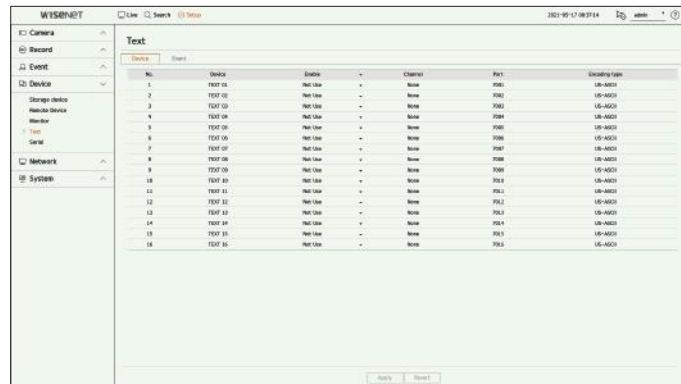 WISENET Live Search Setup 2021-05-17 08:37:14 admin
Camera
Record
Event
Device
Storage device
Remote Device
Monitor
Text
Serial
Network
System
Text
Device Event
No. Device Enable Channel Port Encoding type
1 TEXT 01 Not Use None 7001 US-ASCII
2 TEXT 02 Not Use None 7002 US-ASCII
3 TEXT 03 Not Use None 7003 US-ASCII
4 TEXT 04 Not Use None 7004 US-ASCII
5 TEXT 05 Not Use None 7005 US-ASCII
6 TEXT 06 Not Use None 7006 US-ASCII
7 TEXT 07 Not Use None 7007 US-ASCII
8 TEXT 08 Not Use None 7008 US-ASCII
9 TEXT 09 Not Use None 7009 US-ASCII
10 TEXT 10 Not Use None 7010 US-ASCII
11 TEXT 11 Not Use None 7011 US-ASCII
12 TEXT 12 Not Use None 7012 US-ASCII
13 TEXT 13 Not Use None 7013 US-ASCII
14 TEXT 14 Not Use None 7014 US-ASCII
15 TEXT 15 Not Use None 7015 US-ASCII
16 TEXT 16 Not Use None 7016 US-ASCII
Apply Revert